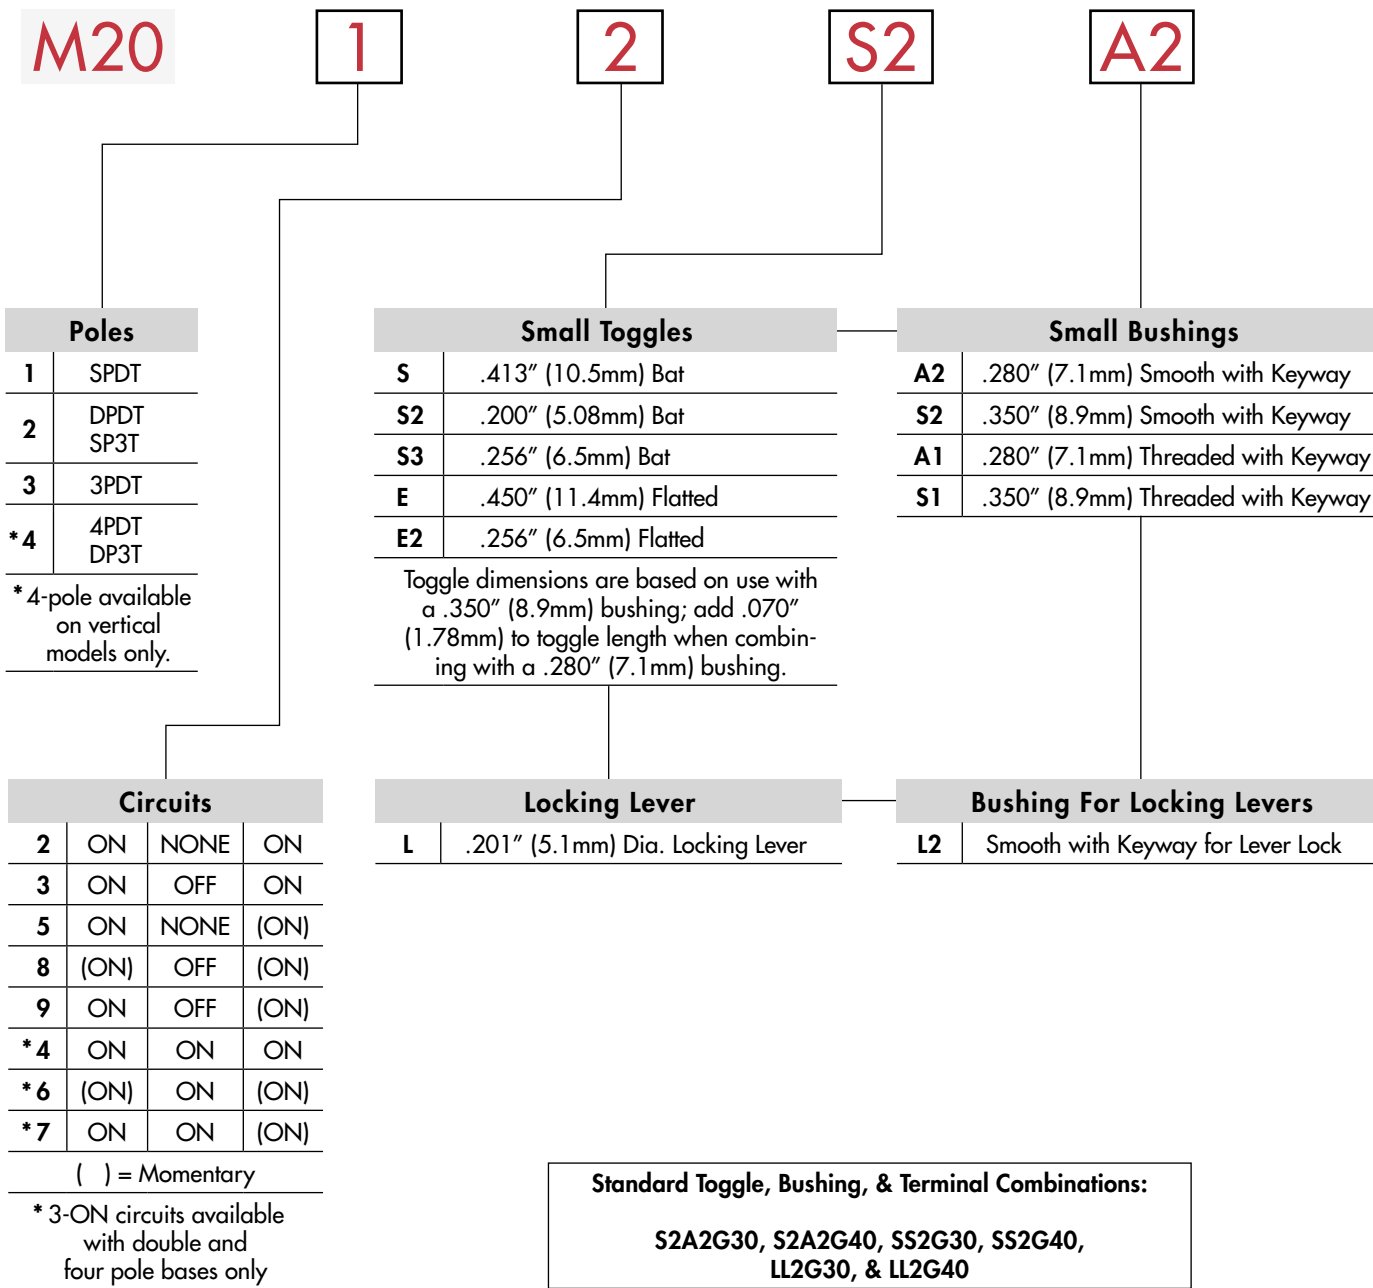 M20 1 2 S2 A2
Poles
1 SPDT
2 DPDT
SP3T
3 3PDT
*4 4PDT
DP3T
* 4-pole available
on vertical
models only.
Small Toggles
S .413" (10.5mm) Bat
S2 .200" (5.08mm) Bat
S3 .256" (6.5mm) Bat
E .450" (11.4mm) Flatted
E2 .256" (6.5mm) Flatted
Toggle dimensions are based on use with
a .350" (8.9mm) bushing; add .070"
(1.78mm) to toggle length when combin-
ing with a .280" (7.1mm) bushing.
Small Bushings
A2 .280" (7.1mm) Smooth with Keyway
S2 .350" (8.9mm) Smooth with Keyway
A1 .280" (7.1mm) Threaded with Keyway
S1 .350" (8.9mm) Threaded with Keyway
Circuits
2 ON NONE ON
3 ON OFF ON
5 ON NONE (ON)
8 (ON) OFF (ON)
9 ON OFF (ON)
*4 ON ON ON
*6 (ON) ON (ON)
*7 ON ON (ON)
( ) = Momentary
* 3-ON circuits available
with double and
four pole bases only
Locking Lever
L .201" (5.1mm) Dia. Locking Lever
Bushing For Locking Levers
L2 Smooth with Keyway for Lever Lock
Standard Toggle, Bushing, & Terminal Combinations:
S2A2G30, S2A2G40, SS2G30, SS2G40,
LL2G30, & LL2G40